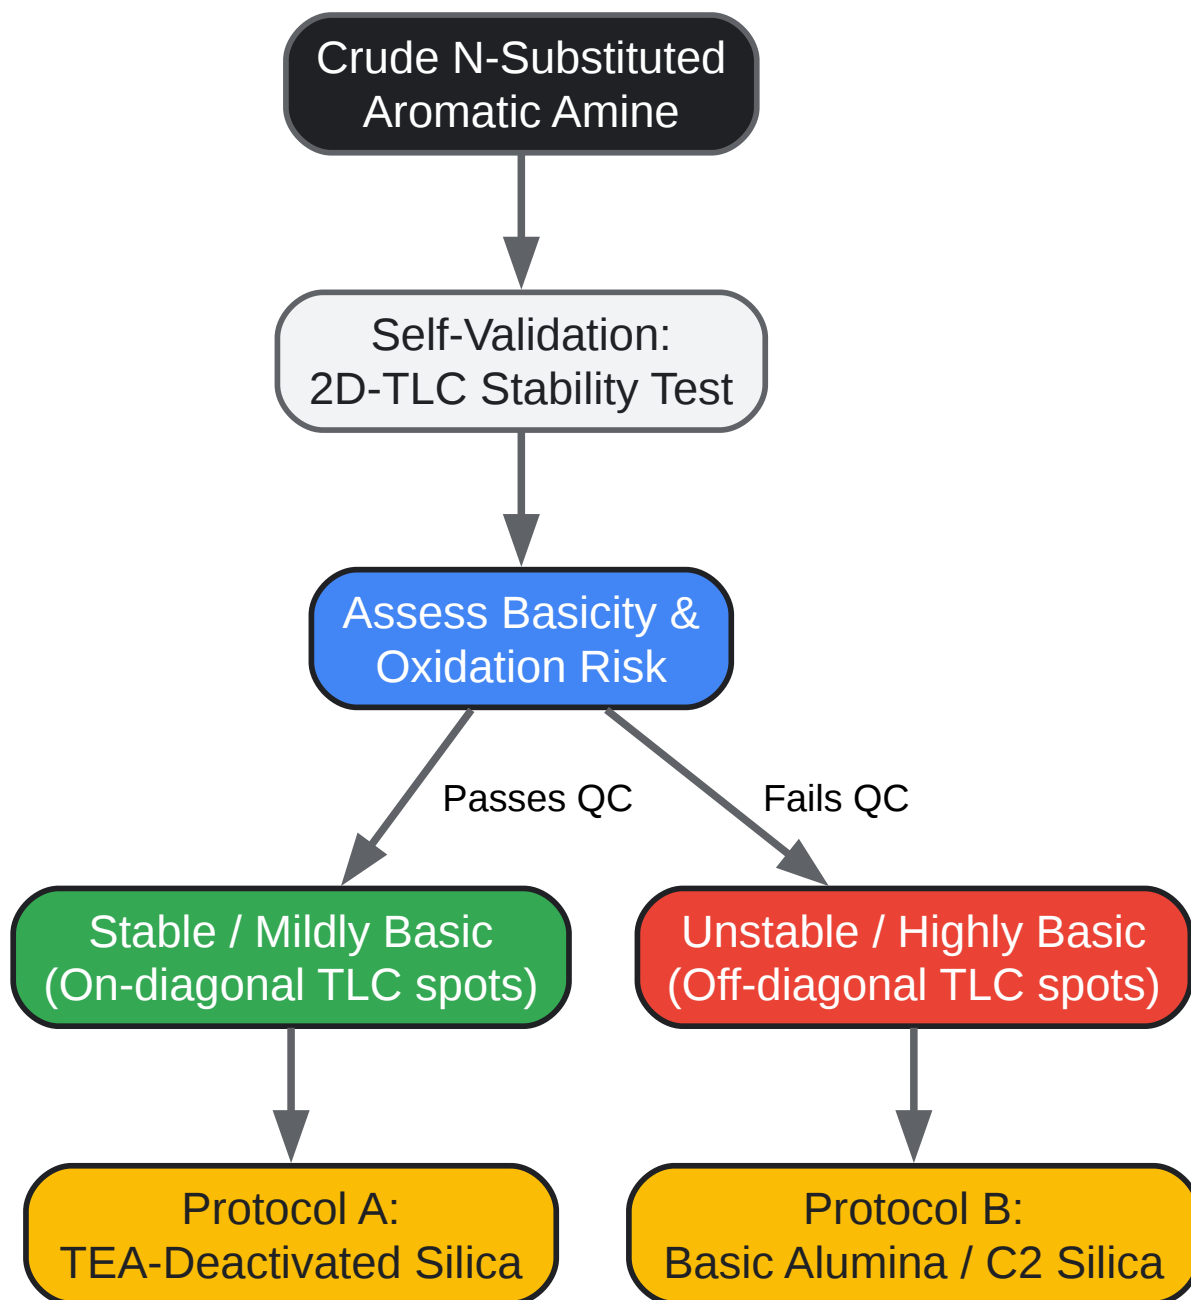 Crude N-Substituted
Aromatic Amine
Self-Validation:
2D-TLC Stability Test
Assess Basicity &
Oxidation Risk
Passes QC
Fails QC
Stable / Mildly Basic
(On-diagonal TLC spots)
Unstable / Highly Basic
(Off-diagonal TLC spots)
Protocol A:
TEA-Deactivated Silica
Protocol B:
Basic Alumina / C2 Silica